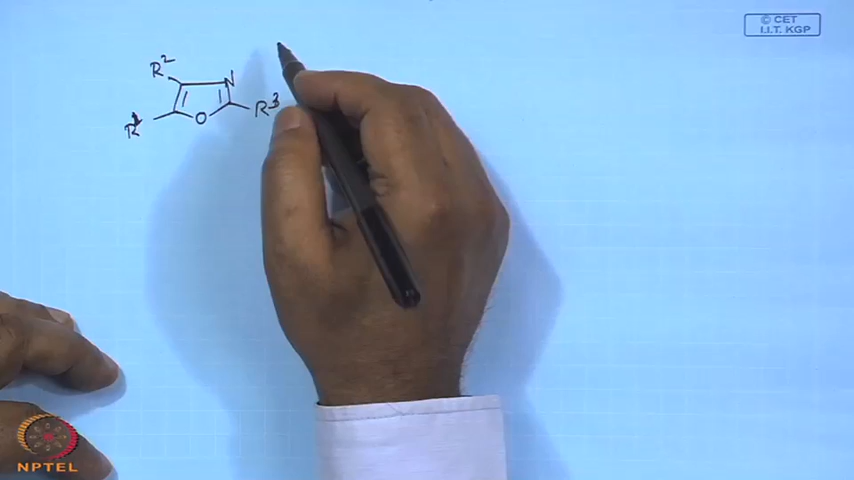 © CET
I.I.T. KGP
R²
N
R³
R¹
O
NPTEL